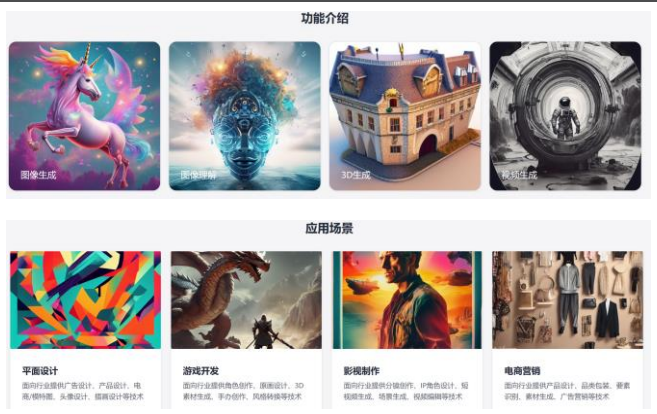 功能介绍
图像生成
图像理解
3D生成
视频生成
应用场景
平面设计
游戏开发
影视制作
电商营销
面向行业提供广告设计、产品设计、电
商/模特图、头像设计、插画设计等技术
面向行业提供角色创作、原画设计、3D
素材生成、手办创作、风格转换等技术
面向行业提供分镜创作、IP角色设计、短
视频生成、场景生成、视频编辑等技术
面向行业提供产品设计、品类包装、要素
识别、素材生成、广告营销等技术